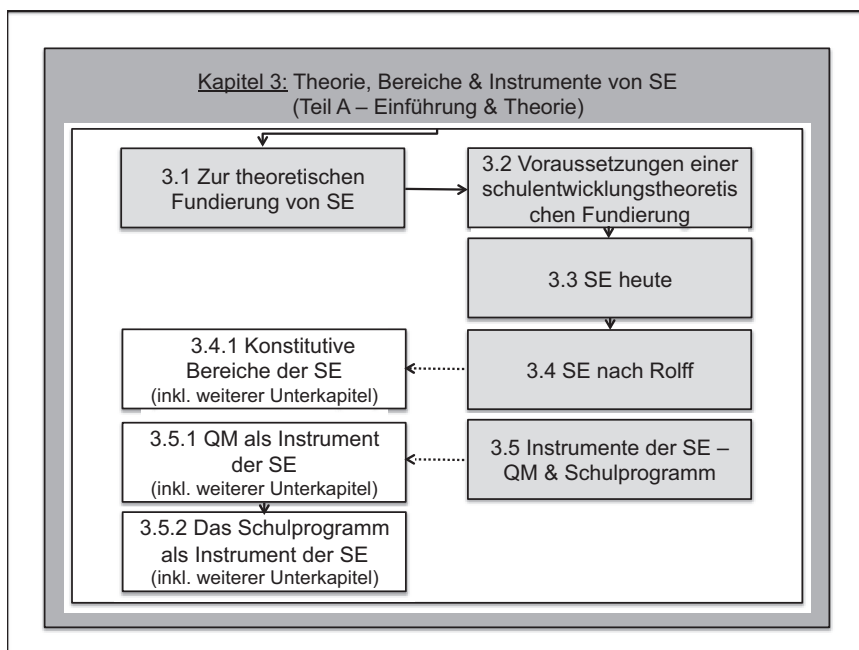 Kapitel 3: Theorie, Bereiche & Instrumente von SE
(Teil A – Einführung & Theorie)
3.1 Zur theoretischen
Fundierung von SE
3.2 Voraussetzungen einer
schulentwicklungstheoretis
chen Fundierung
3.3 SE heute
3.4.1 Konstitutive
Bereiche der SE
(inkl. weiterer Unterkapitel)
3.4 SE nach Rolff
3.5.1 QM als Instrument
der SE
(inkl. weiterer Unterkapitel)
3.5 Instrumente der SE –
QM & Schulprogramm
3.5.2 Das Schulprogramm
als Instrument der SE
(inkl. weiterer Unterkapitel)